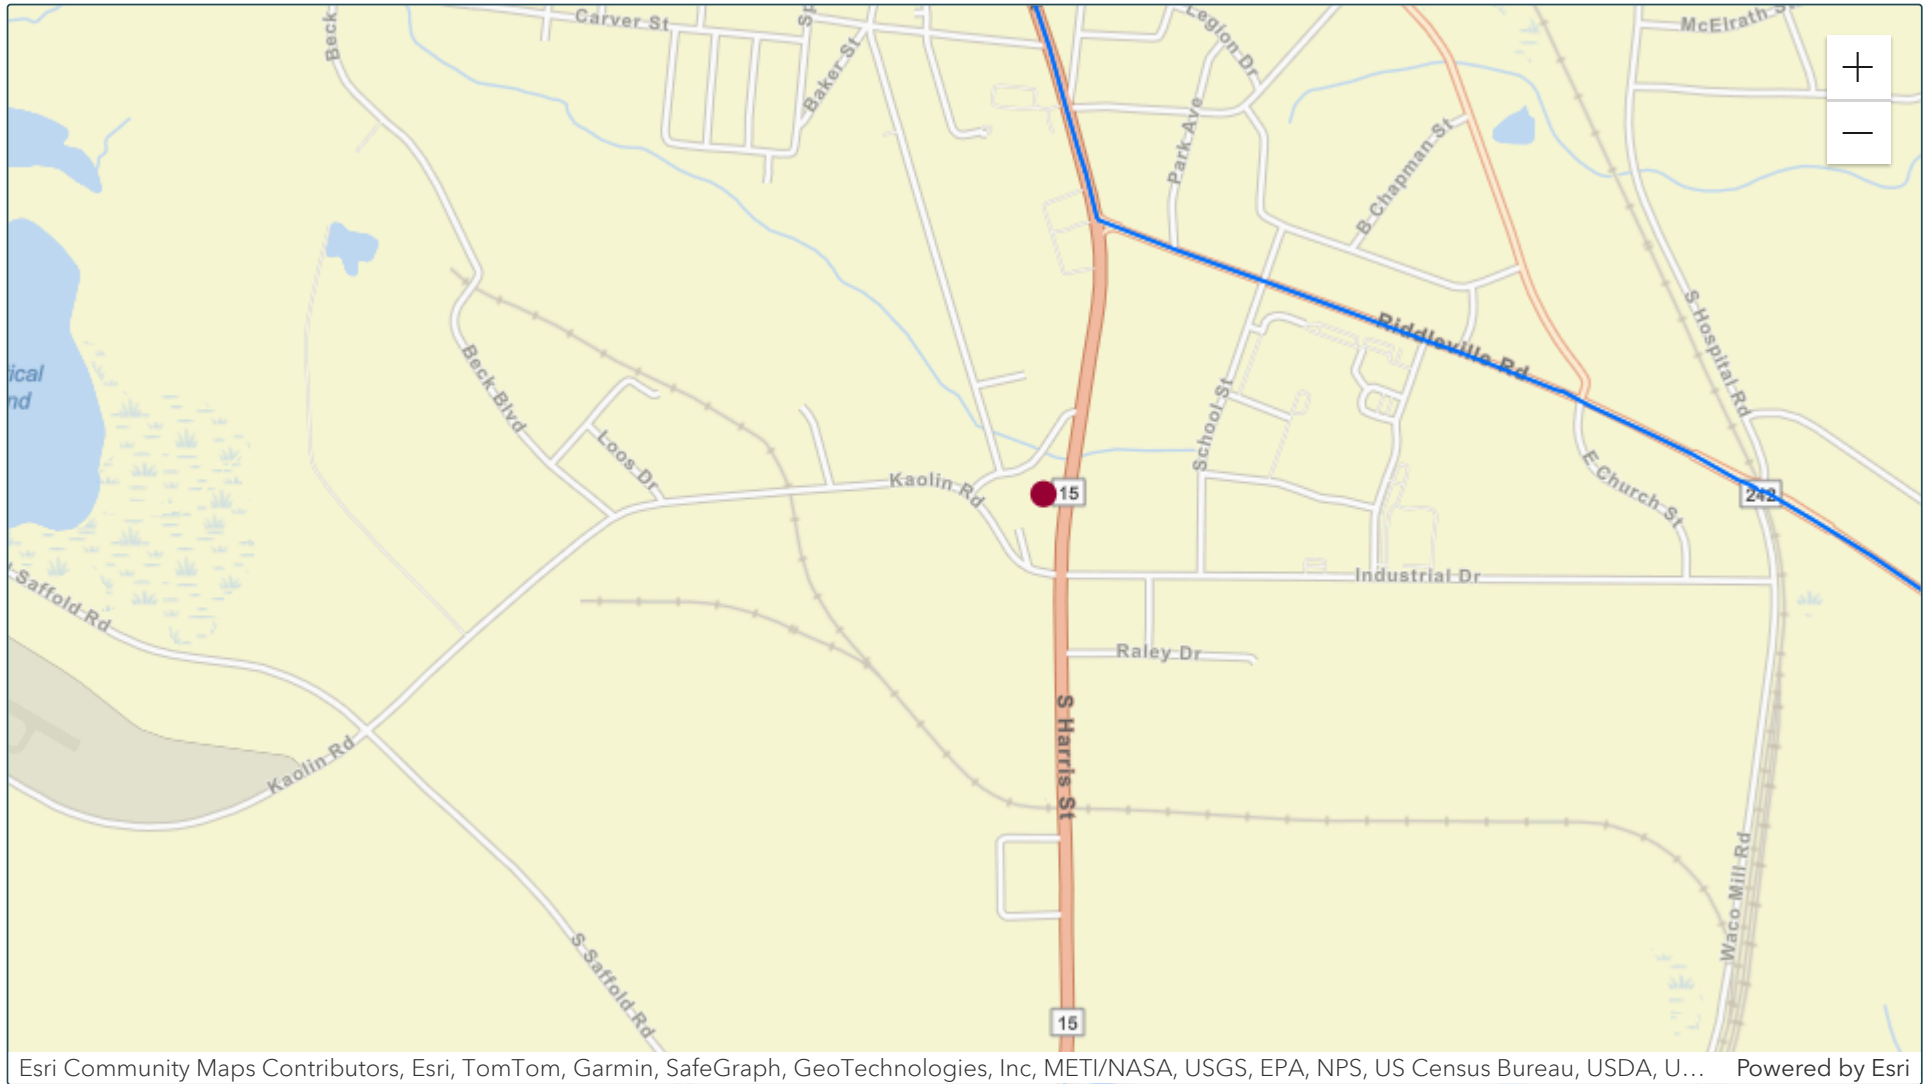 Beck
Carver St
Sp
Baker St
Legion Dr
McElrath S
Park Ave
B Chapman St
S Hospital Rd
Riddleville Rd
ical
nd
Beck Blvd
Loos Dr
School St
Kaolin Rd
15
242
E Church St
Industrial Dr
Saffold Rd
Raley Dr
S Harris St
Kaolin Rd
Waco Mill Rd
S Saffold Rd
15
Esri Community Maps Contributors, Esri, TomTom, Garmin, SafeGraph, GeoTechnologies, Inc, METI/NASA, USGS, EPA, NPS, US Census Bureau, USDA, U... Powered by Esri